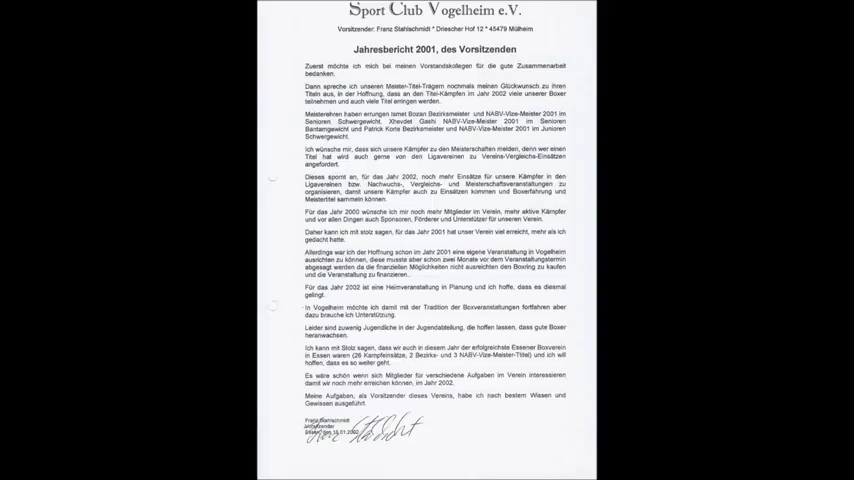 Sport Club Vogelheim e.V.
Vorsitzender: Franz Stahlschmidt * Driescher Hof 12 * 45479 Mülheim
Jahresbericht 2001, des Vorsitzenden
Zuerst möchte ich mich bei meinen Vorstandskollegen für die gute Zusammenarbeit
bedanken.
Dann spreche ich unseren Meister-Titel-Trägern nochmals meinen Glückwunsch zu ihren
Titeln aus, in der Hoffnung, dass an den Titel-Kämpfen im Jahr 2002 viele unserer Boxer
teilnehmen und auch viele Titel erringen werden.
Meisterehren haben errungen Ismet Bozan Bezirksmeister und NABV-Vize-Meister 2001 im
Senioren Schwergewicht, Xhevdet Gashi NABV-Vize-Meister 2001 im Senioren
Bantamgewicht und Patrick Korte Bezirksmeister und NABV-Vize-Meister 2001 im Junioren
Schwergewicht.
Ich wünsche mir, dass sich unsere Kämpfer zu den Meisterschaften melden, denn wer einen
Titel hat wird auch gerne von den Ligavereinen zu Vereins-Vergleichs-Einsätzen
angefordert.
Dieses spornt an, für das Jahr 2002, noch mehr Einsätze für unsere Kämpfer in den
Ligavereinen bzw. Nachwuchs-, Vergleichs- und Meisterschaftsveranstaltungen zu
organisieren, damit unsere Kämpfer auch zu Einsätzen kommen und Boxerfahrung und
Meistertitel sammeln können.
Für das Jahr 2000 wünsche ich mir noch mehr Mitglieder im Verein, mehr aktive Kämpfer
und vor allen Dingen auch Sponsoren, Förderer und Unterstützer für unseren Verein.
Daher kann ich mit stolz sagen, für das Jahr 2001 hat unser Verein viel erreicht, mehr als ich
gedacht hatte.
Allerdings war ich der Hoffnung schon im Jahr 2001 eine eigene Veranstaltung in Vogelheim
ausrichten zu können, diese musste aber schon zwei Monate vor dem Veranstaltungstermin
abgesagt werden da die finanziellen Möglichkeiten nicht ausreichten den Boxring zu kaufen
und die Veranstaltung zu finanzieren..
Für das Jahr 2002 ist eine Heimveranstaltung in Planung und ich hoffe, dass es diesmal
gelingt.
In Vogelheim möchte ich damit mit der Tradition der Boxveranstaltungen fortfahren aber
dazu brauche ich Unterstützung.
Leider sind zuwenig Jugendliche in der Jugendabteilung, die hoffen lassen, dass gute Boxer
heranwachsen.
Ich kann mit Stolz sagen, dass wir auch in diesem Jahr der erfolgreichste Essener Boxverein
in Essen waren (26 Kampfeinsätze, 2 Bezirks- und 3 NABV-Vize-Meister-Titel) und ich will
hoffen, dass es so weiter geht.
Es wäre schön wenn sich Mitglieder für verschiedene Aufgaben im Verein interessieren
damit wir noch mehr erreichen können, im Jahr 2002.
Meine Aufgaben, als Vorsitzender dieses Vereins, habe ich nach bestem Wissen und
Gewissen ausgeführt.
Franz Stahlschmidt
Vorsitzender
Essen, den 18.01.2002